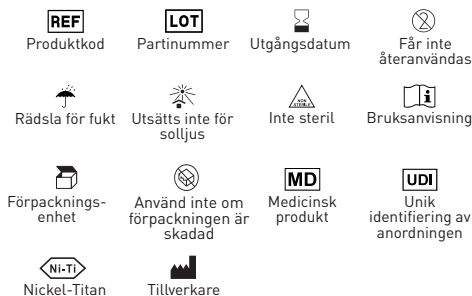 REF
LOT
Produktkod
Partinummer
Utgångsdatum
Får inte
återanvändas
NON
STERILE
Rädsla för fukt
Utsätts inte för
solljus
Inte steril
Bruksanvisning
MD
UDI
Förpacknings-
enhet
Använd inte om
förpackningen är
skadad
Medicinsk
produkt
Unik
identifiering av
anordningen
Ni-Ti
Nickel-Titan
Tillverkare